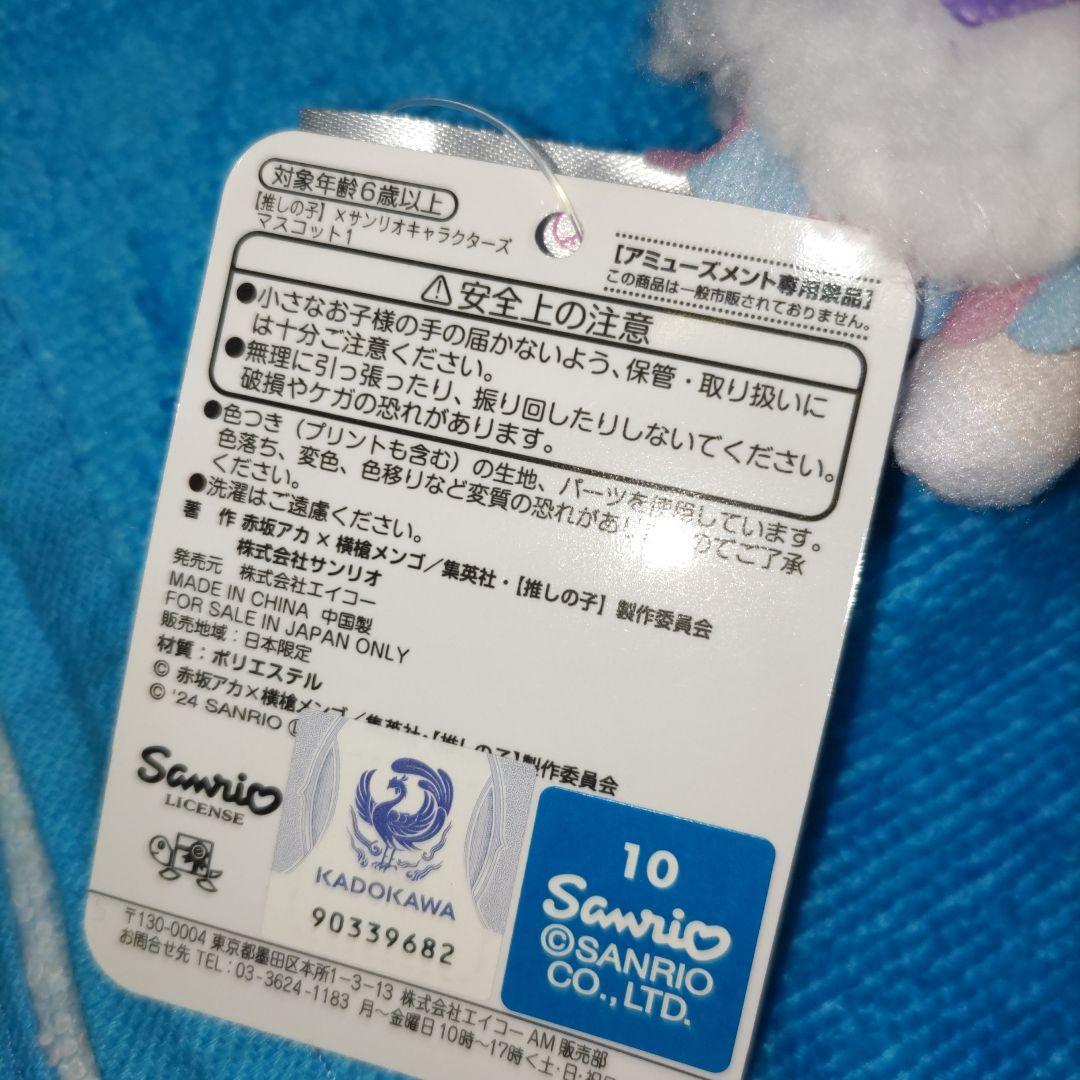 対象年齢6歳以上
【推しの子】×サンリオキャラクターズ
マスコット1
【アミューズメント専用景品】
この商品は一般市販されておりません。
⚠安全上の注意
●小さなお子様の手の届かないよう、保管・取り扱いに
は十分ご注意ください。
●無理に引っ張ったり、振り回したりしないでください。
破損やケガの恐れがあります。
●色つき(プリントも含む)の生地、パーツを使用しています。
色落ち、変色、色移りなど変質の恐れがあり のでご了承
ください。
●洗濯はご遠慮ください。
著 作 赤坂アカ×横槍メンゴ/集英社・【推しの子】製作委員会
株式会社サンリオ
発売元 株式会社エイコー
MADE IN CHINA 中国製
FOR SALE IN JAPAN ONLY
販売地域:日本限定
材質:ポリエステル
© 赤坂アカ×横槍メンゴ/集英社・【推しの子】製作委員会
© '24 SANRIO
Sanrio
LICENSE
KADOKAWA
90339682
10
Sanrio
©SANRIO
CO.,LTD.
〒130-0004 東京都墨田区本所1-3-13 株式会社エイコー AM 販売部
お問合せ先 TEL:03-3624-1183 月~金曜日10時~17時く土・日・祝